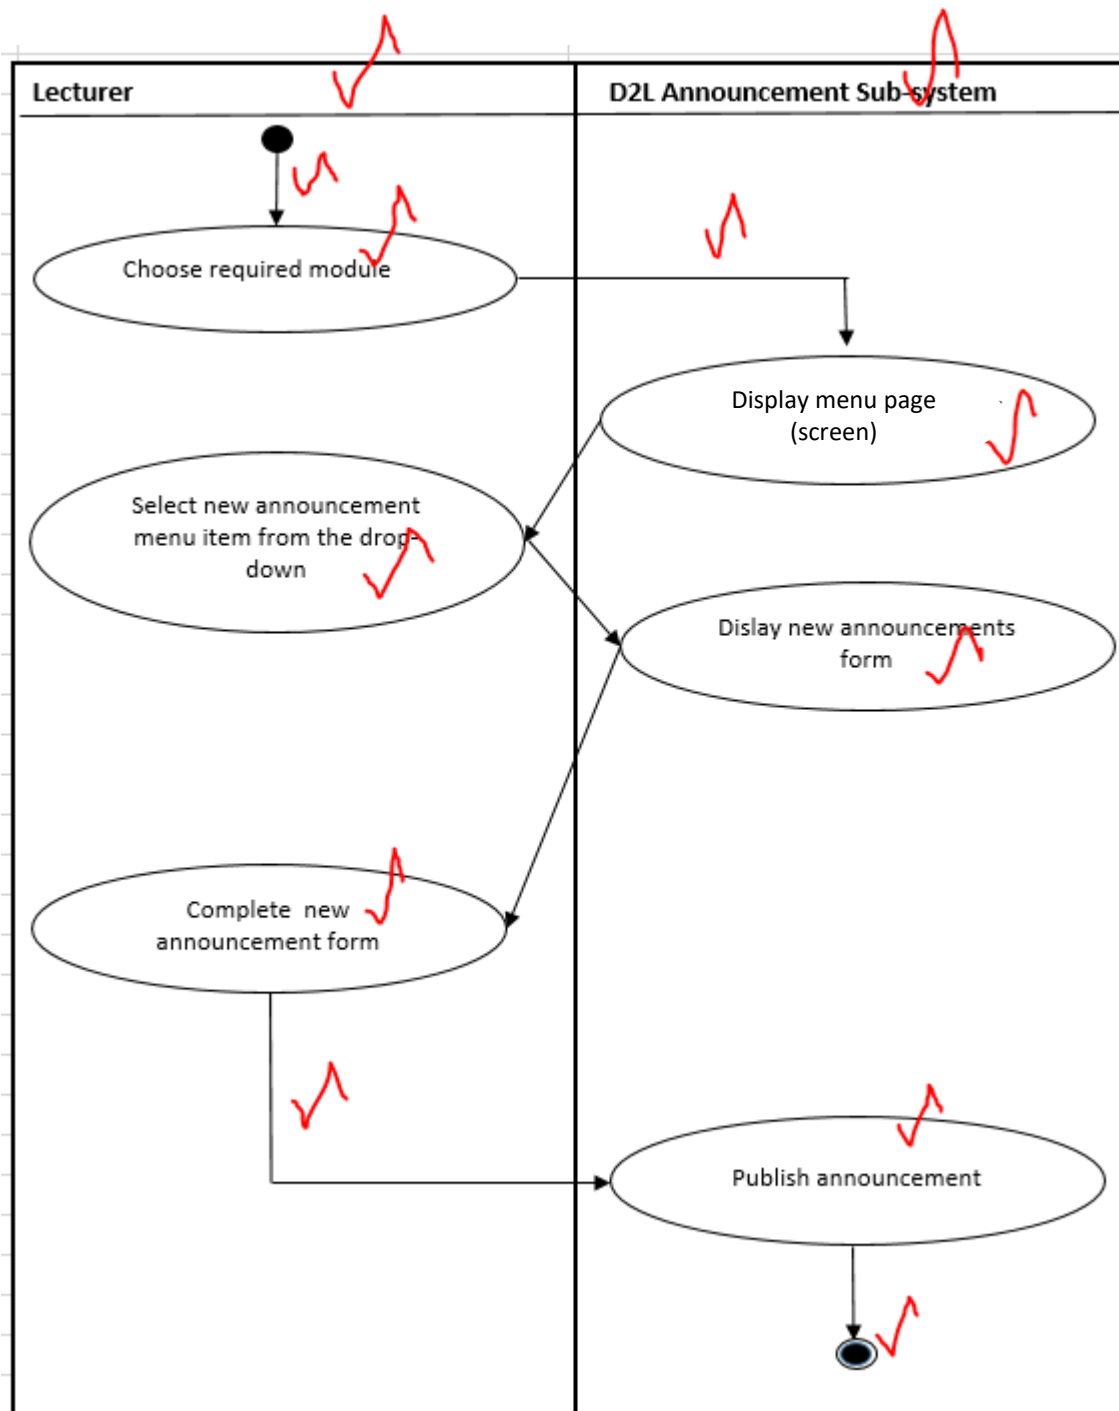 Lecturer
D2L Announcement Sub-system
Choose required module
Display menu page
(screen)
Select new announcement
menu item from the drop-
down
Dislay new announcements
form
Complete  new
announcement form
Publish announcement